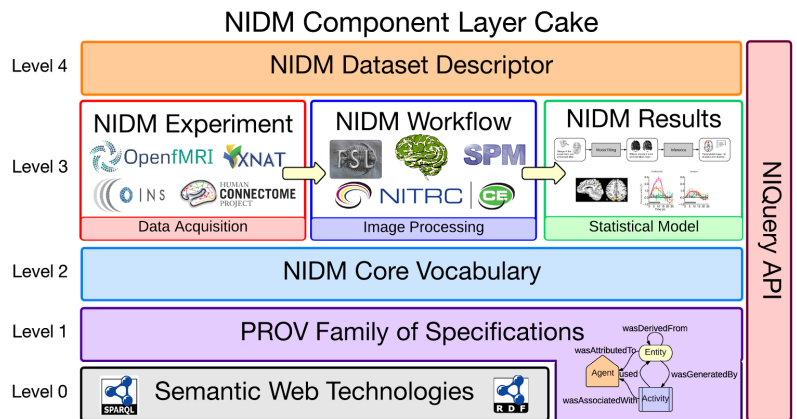 NIDM Component Layer Cake
Level 4
NIDM Dataset Descriptor
Level 3
NIDM Experiment
OpenfMRI
XNAT
HUMAN
CONNECTOME
PROJECT
Data Acquisition
NIDM Workflow
FSL
SPM
NITRC
CE
Image Processing
NIDM Results
Model Fitting
Inference
Statistical Model
Level 2
NIDM Core Vocabulary
Level 1
PROV Family of Specifications
wasDerivedFrom
wasAttributedTo
Entity
Agent
used
wasGeneratedBy
wasAssociatedWith
Activity
Level 0
SPARQL
Semantic Web Technologies
RDF
NIQuery API